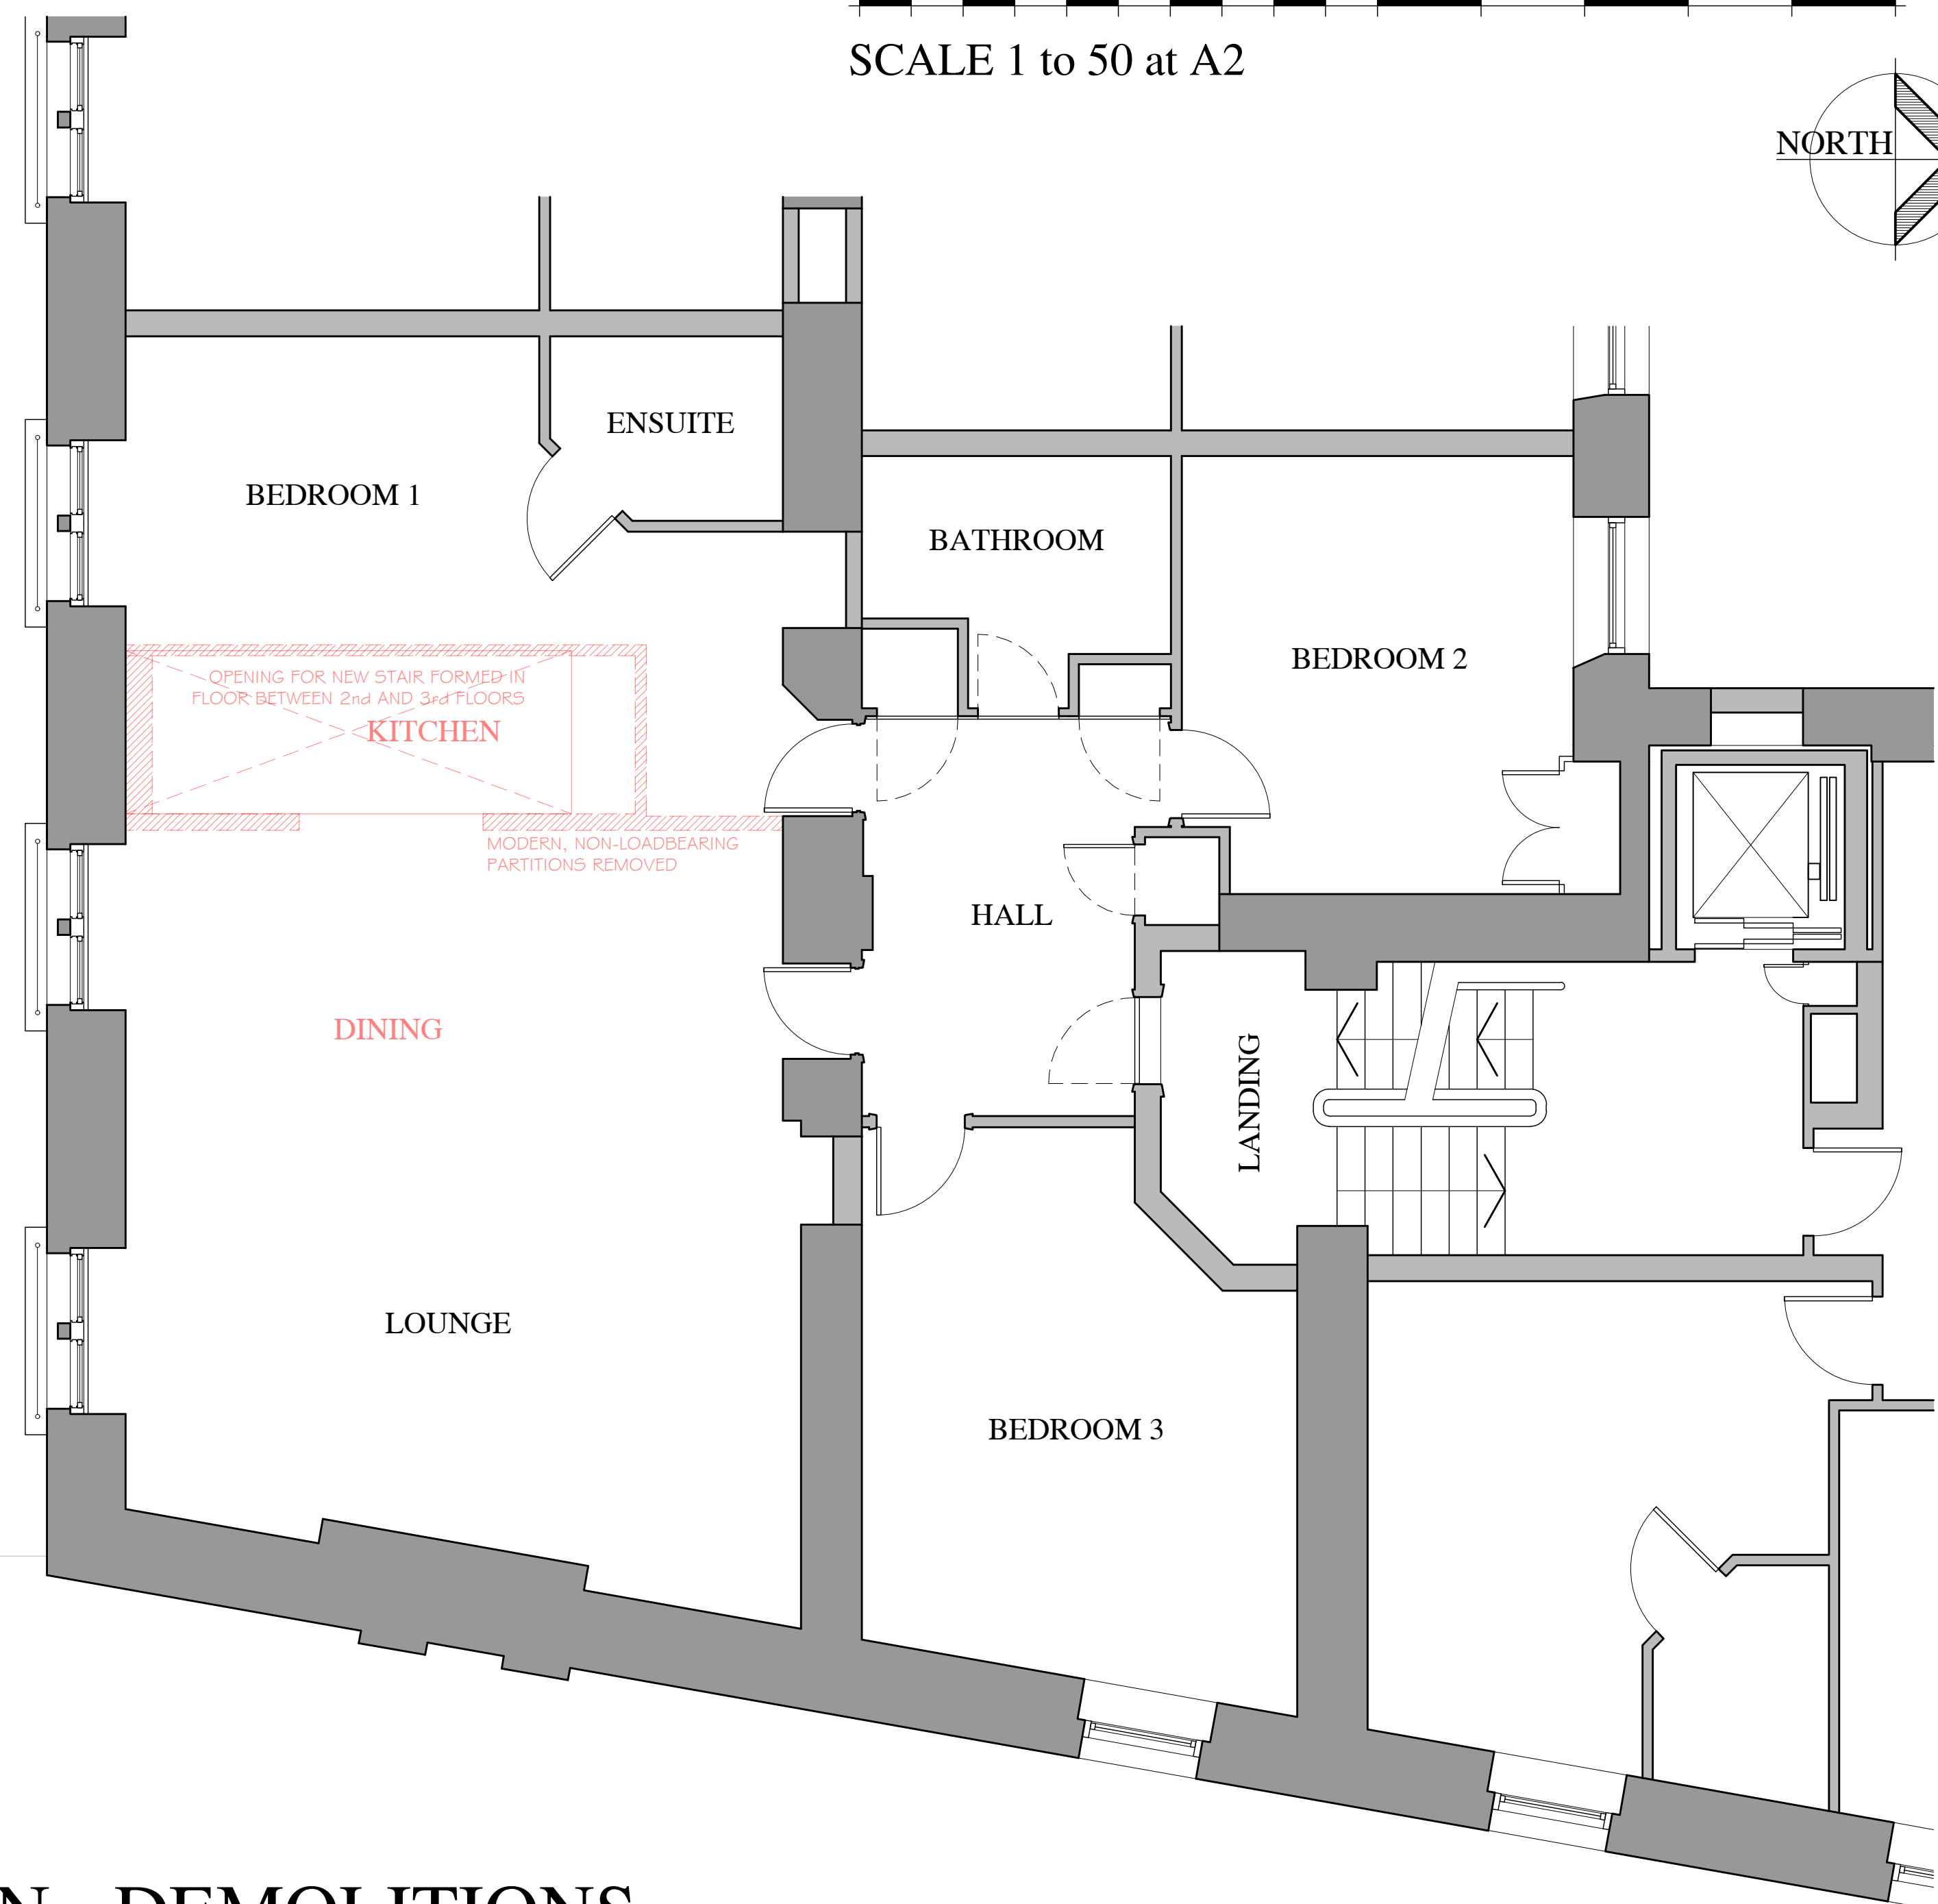 SCALE 1 to 50 at A2
NORTH
ENSUITE
BEDROOM 1
BATHROOM
BEDROOM 2
OPENING FOR NEW STAIR FORMED IN
FLOOR BETWEEN 2nd AND 3rd FLOORS
KITCHEN
MODERN, NON-LOADBEARING
PARTITIONS REMOVED
HALL
DINING
LANDING
LOUNGE
BEDROOM 3
N - DEMOLITIONS